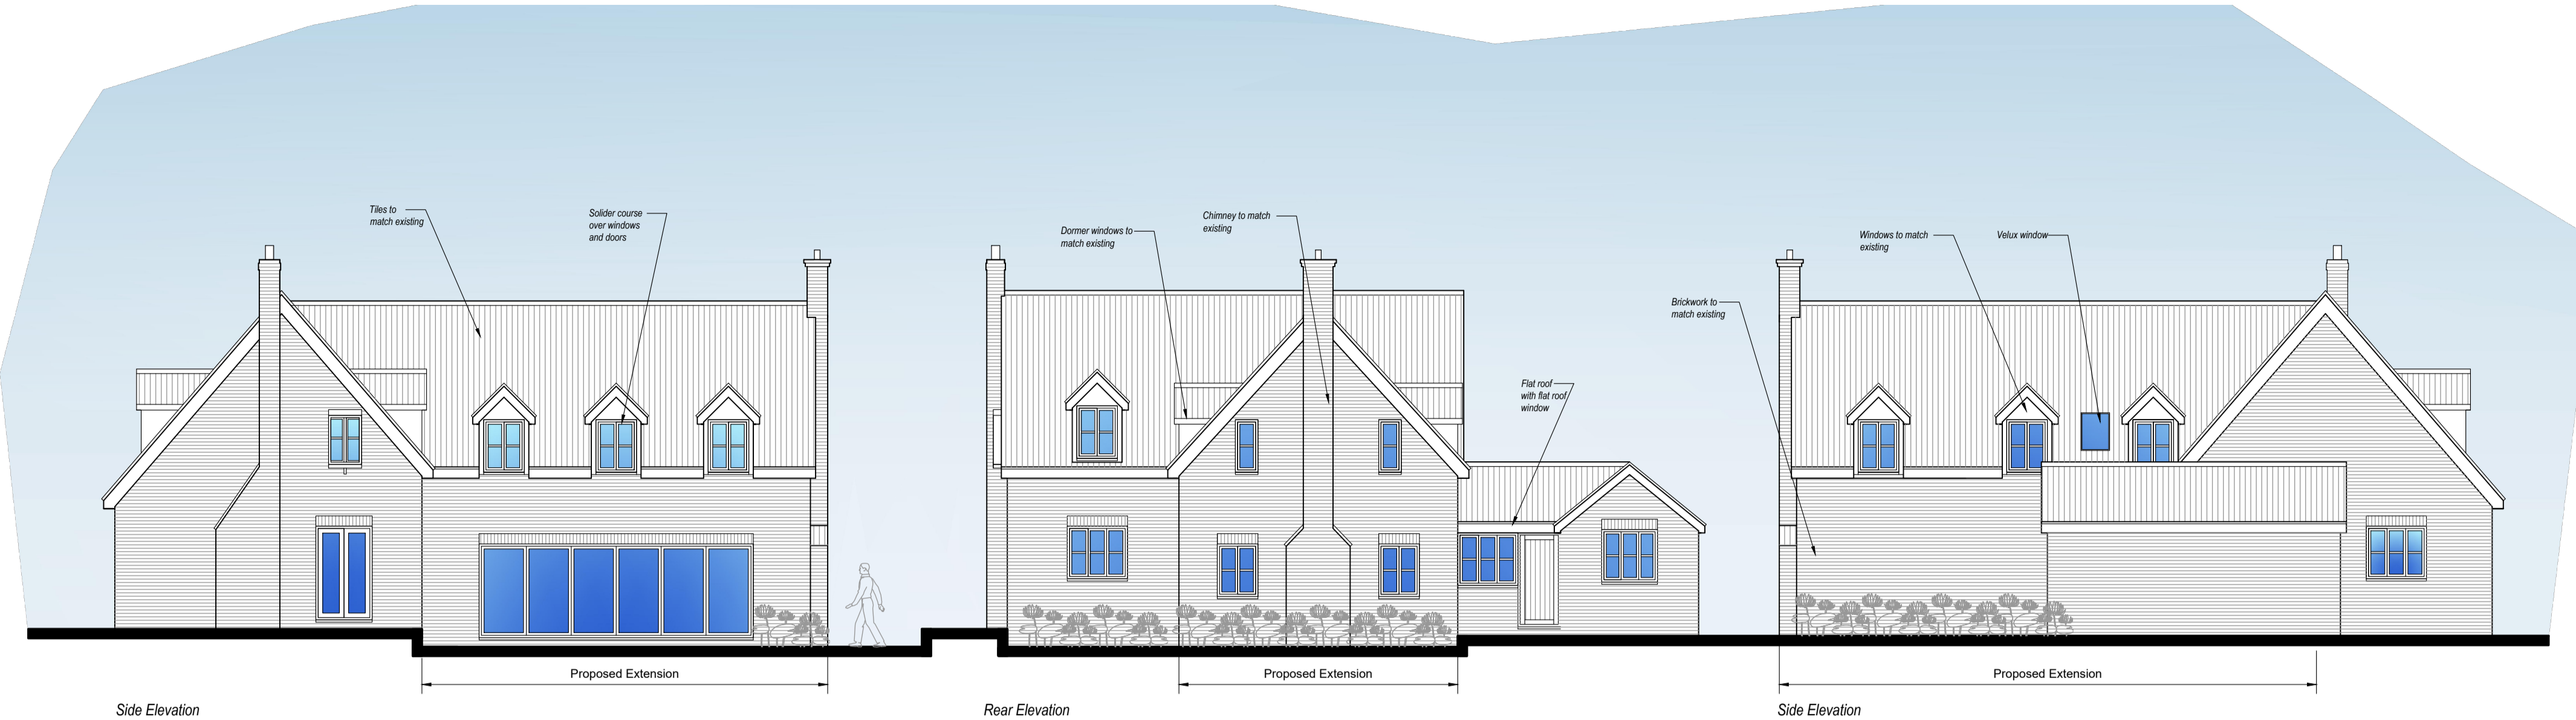 Tiles to
match existing
Solider course
over windows
and doors
Dormer windows to
match existing
Chimney to match
existing
Flat roof
with flat roof
window
Brickwork to
match existing
Windows to match
existing
Velux window
Proposed Extension
Proposed Extension
Proposed Extension
Side Elevation
Rear Elevation
Side Elevation